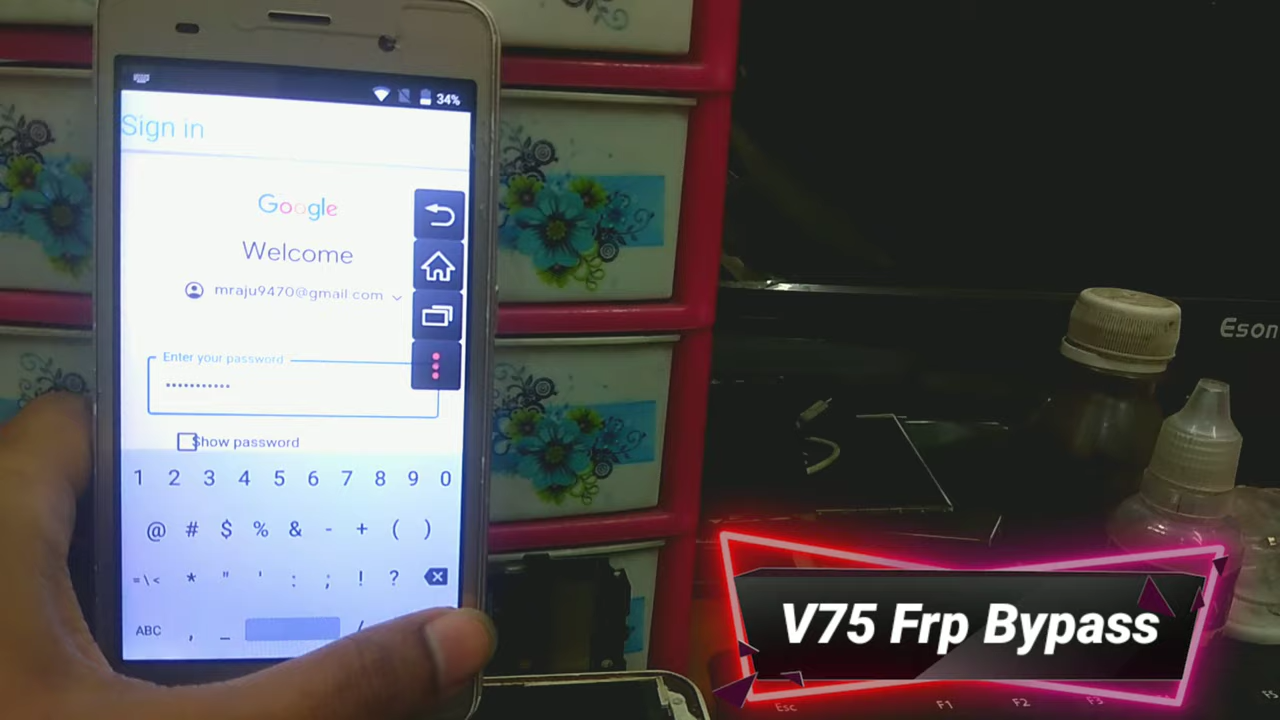 34%
Sign in
Google
Welcome
mraju9470@gmail com
Enter your password
•••••••••••
Show password
1 2 3 4 5 6 7 8 9 0
@ # $ % & - + ( )
=\< * " ' : ; ! ?
ABC , _ /
Eson
V75 Frp Bypass
Esc F1 F2 F3 F5